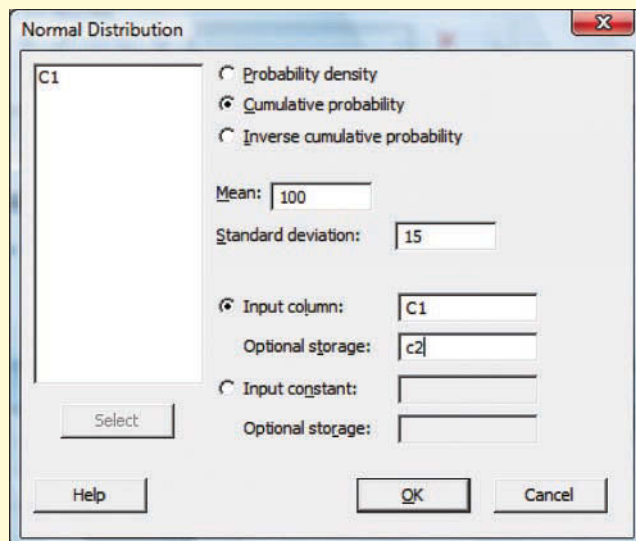 Normal Distribution
C1
Probability density
Cumulative probability
Inverse cumulative probability
Mean: 100
Standard deviation: 15
Input column: C1
Optional storage: c2
Input constant:
Optional storage:
Select
Help OK Cancel